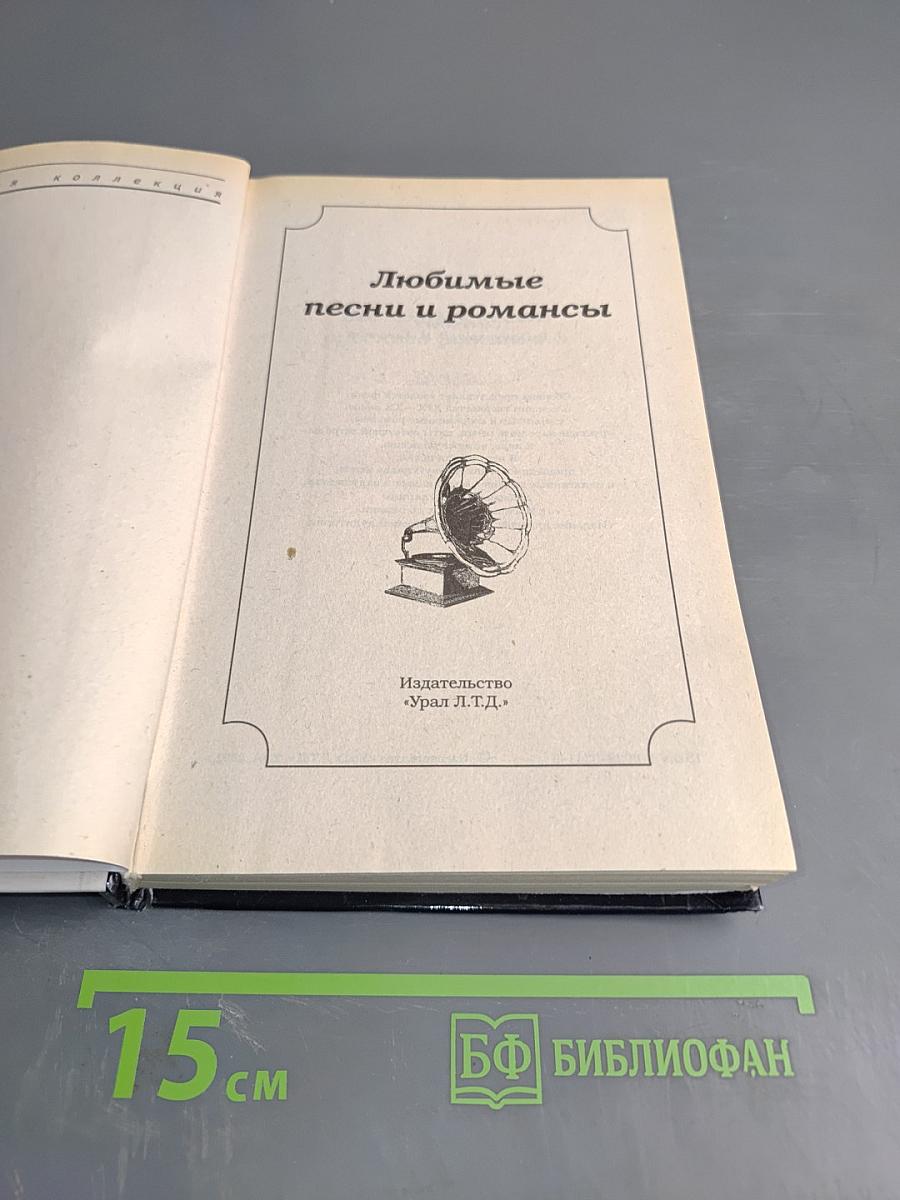 я коллекция
Любимые
песни и романсы
Издательство
«Урал Л.Т.Д.»
15 см
БФ БИБЛИОФАН